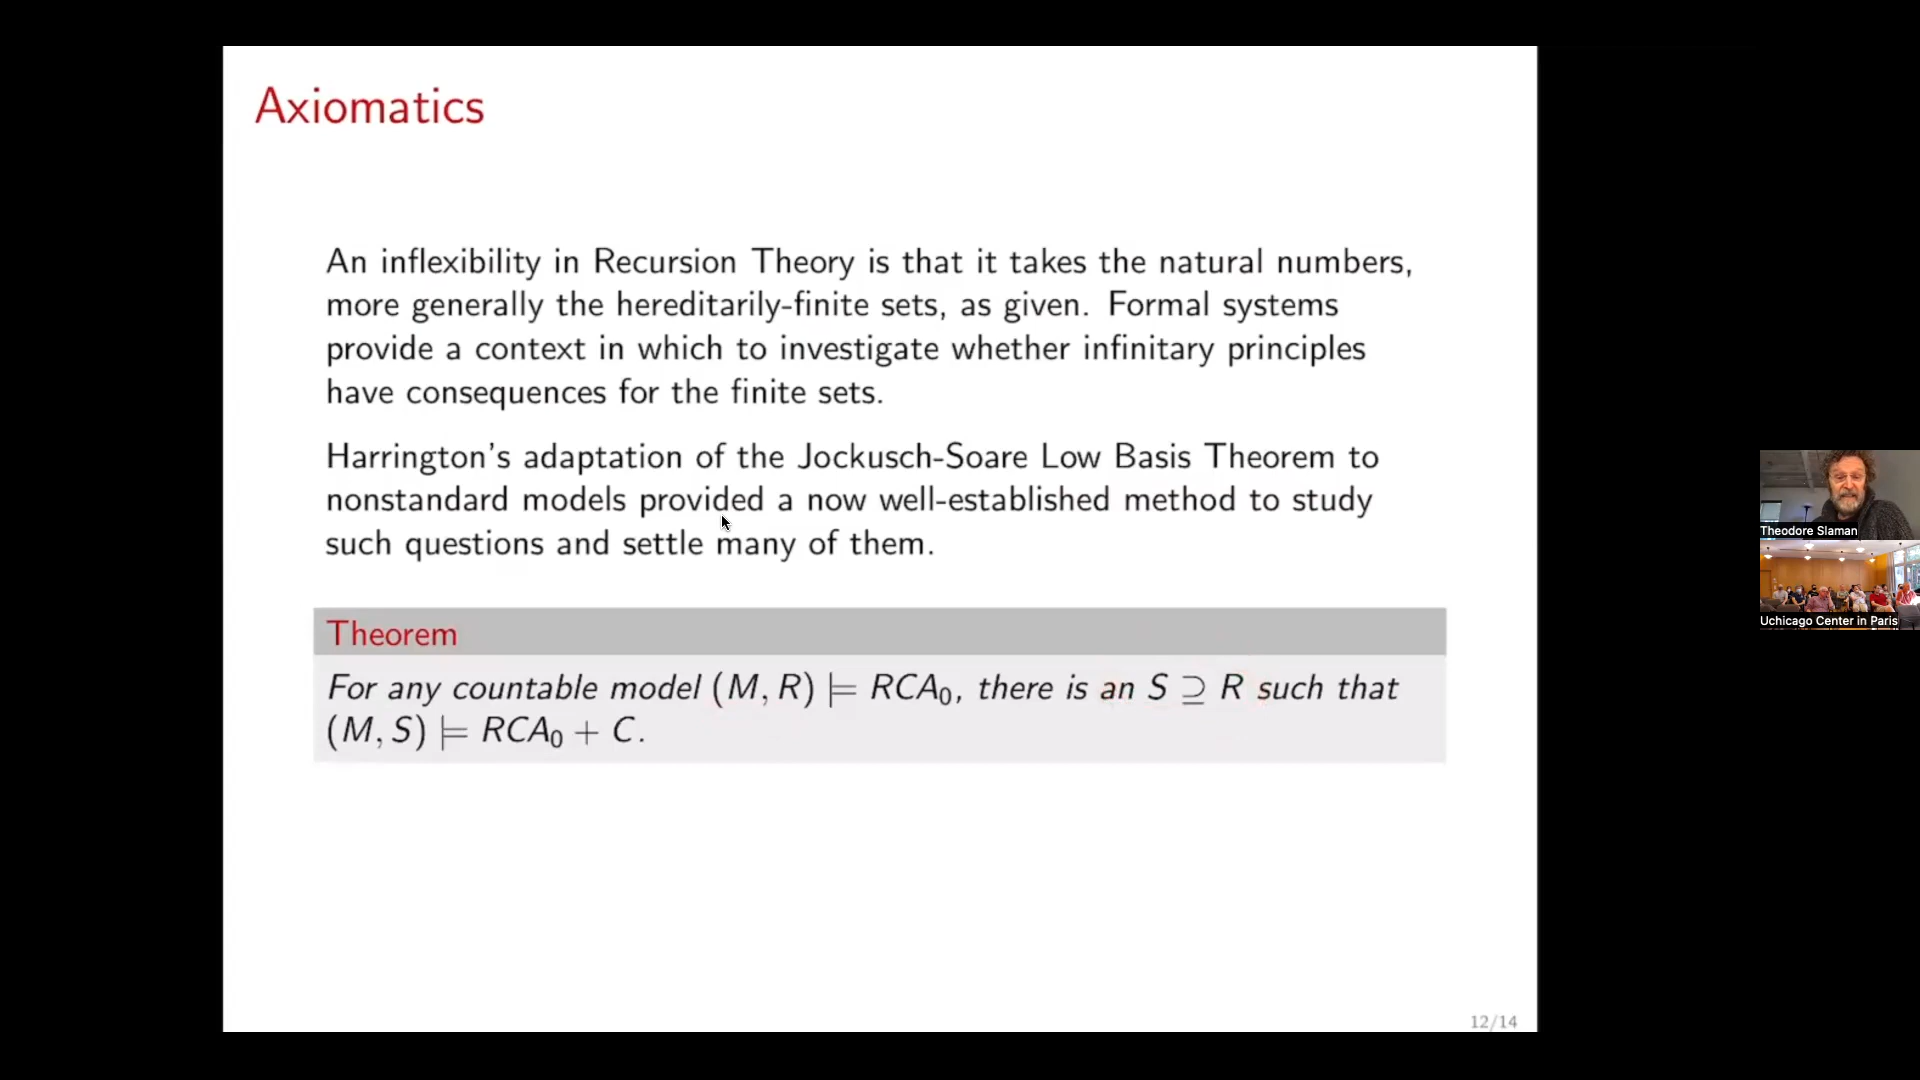 Axiomatics
An inflexibility in Recursion Theory is that it takes the natural numbers,
more generally the hereditarily-finite sets, as given. Formal systems
provide a context in which to investigate whether infinitary principles
have consequences for the finite sets.
Harrington's adaptation of the Jockusch-Soare Low Basis Theorem to
nonstandard models provided a now well-established method to study
such questions and settle many of them.
Theorem
For any countable model (M, R) ⊨ RCA₀, there is an S ⊇ R such that
(M, S) ⊨ RCA₀ + C.
12/14
Theodore Slaman
Uchicago Center in Paris